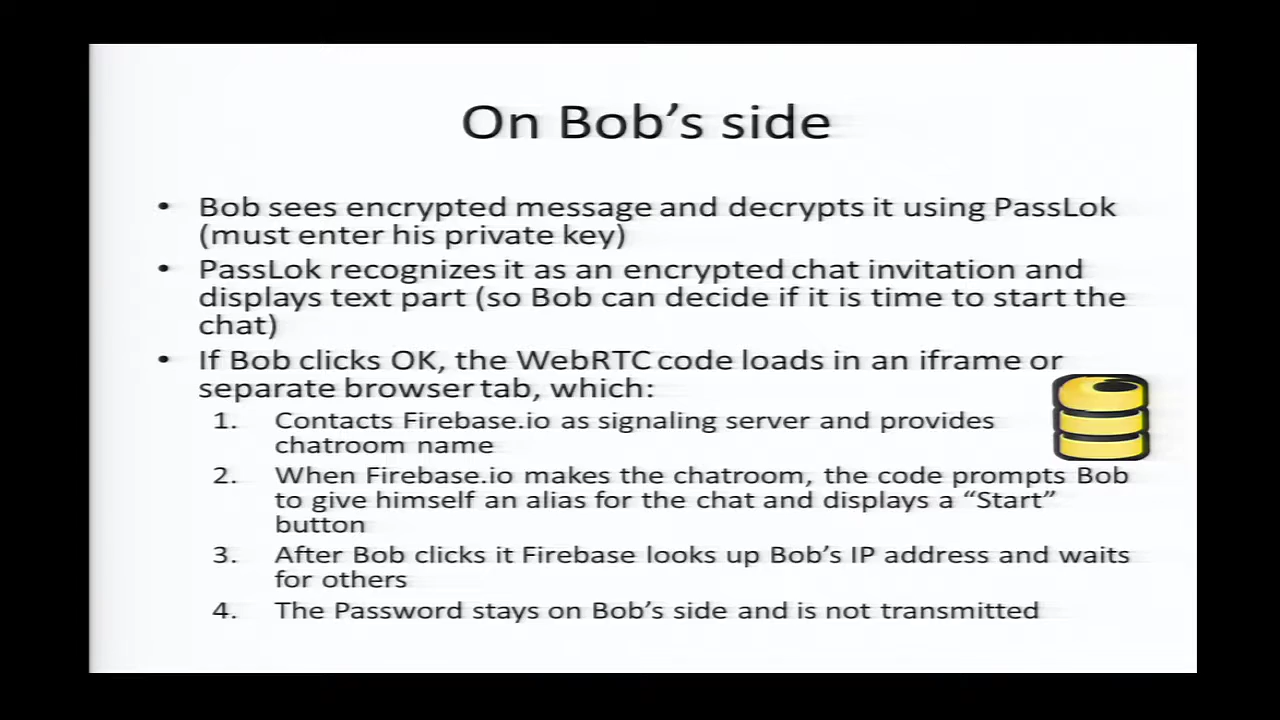 On Bob's side
• Bob sees encrypted message and decrypts it using PassLok
(must enter his private key)
• PassLok recognizes it as an encrypted chat invitation and
displays text part (so Bob can decide if it is time to start the
chat)
• If Bob clicks OK, the WebRTC code loads in an iframe or
separate browser tab, which:
1. Contacts Firebase.io as signaling server and provides
chatroom name
2. When Firebase.io makes the chatroom, the code prompts Bob
to give himself an alias for the chat and displays a “Start”
button
3. After Bob clicks it Firebase looks up Bob's IP address and waits
for others
4. The Password stays on Bob's side and is not transmitted